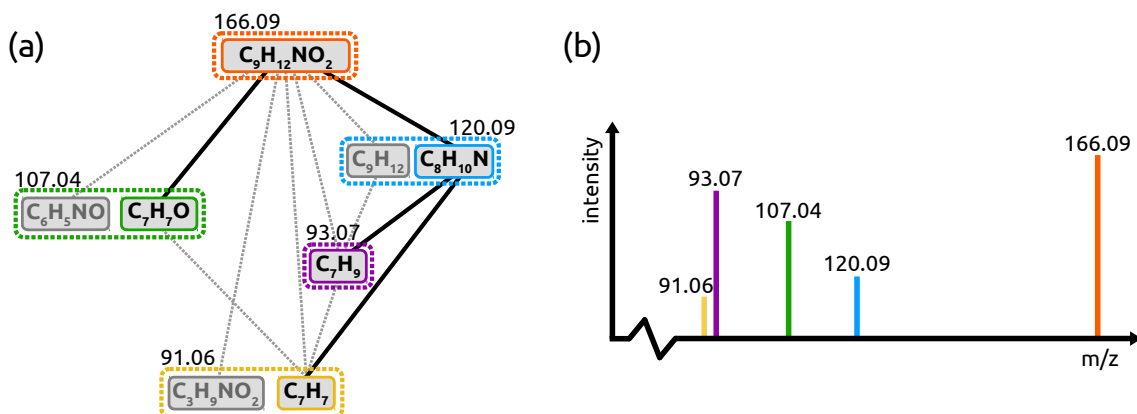 (a)
166.09
C₉H₁₂NO₂
120.09
C₉H₁₂ C₈H₁₀N
107.04
C₆H₅NO C₇H₇O
93.07
C₇H₉
91.06
C₃H₉NO₂ C₇H₇
(b)
intensity
166.09
93.07
107.04
120.09
91.06
m/z